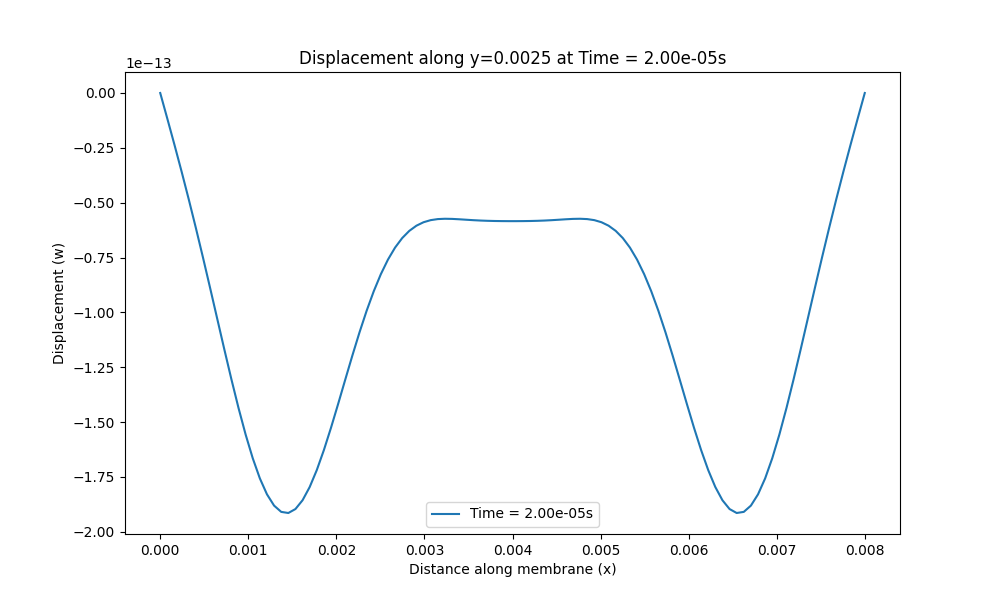 Displacement along y=0.0025 at Time = 2.00e-05s
1e−13
0.00
−0.25
−0.50
−0.75
−1.00
−1.25
−1.50
−1.75
−2.00
Displacement (w)
Time = 2.00e-05s
0.000 0.001 0.002 0.003 0.004 0.005 0.006 0.007 0.008
Distance along membrane (x)